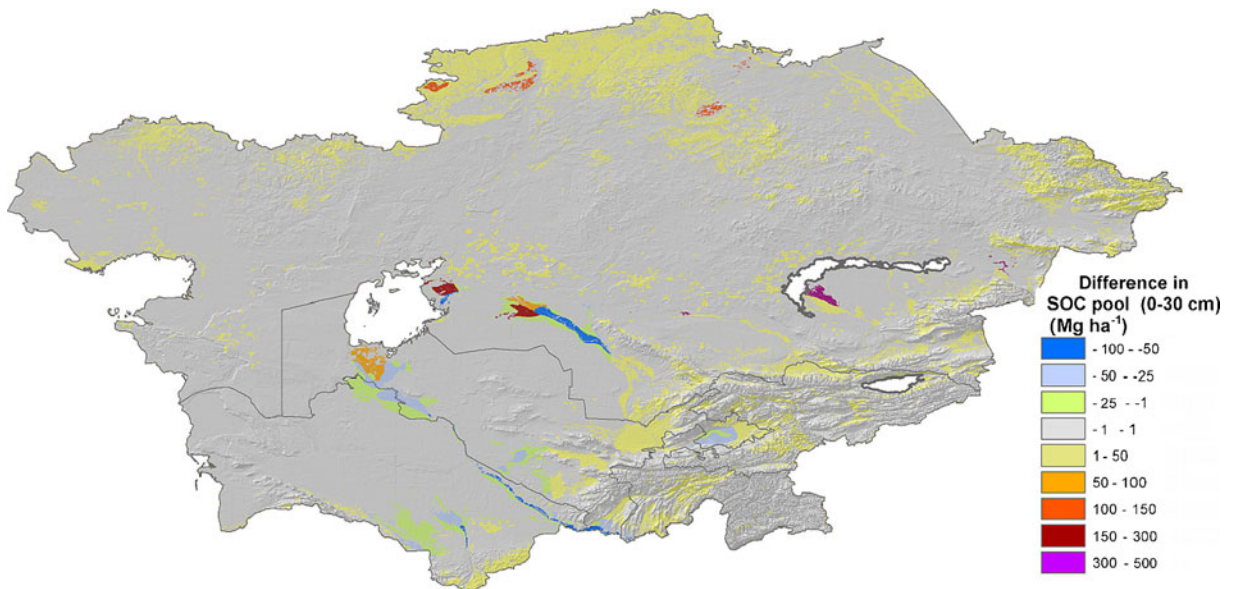 Difference in
SOC pool (0-30 cm)
(Mg ha⁻¹)
- 100 - -50
- 50 - -25
- 25 - -1
- 1 - 1
1 - 50
50 - 100
100 - 150
150 - 300
300 - 500